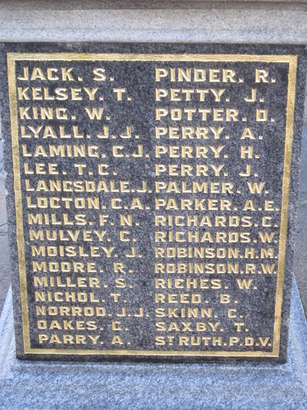 JACK. S.
KELSEY. T.
KING. W.
LYALL. J. J.
LAMING. C. J.
LEE. T. C.
LANGSDALE. J.
LOCTON. C. A.
MILLS. F. N.
MULVEY. C.
MOISLEY. J.
MOORE. R.
MILLER. S.
NICHOL. T.
NORROD. J. J.
OAKES. C.
PARRY. A.
PINDER. R.
PETTY. J.
POTTER. D.
PERRY. A.
PERRY. H.
PERRY. J.
PALMER. W.
PARKER. A. E.
RICHARDS. C.
RICHARDS. W.
ROBINSON. H. M.
ROBINSON. R. W.
RICHES. W.
REED. B.
SKINN. C.
SAXBY. T.
ST RUTH. P. D. V.